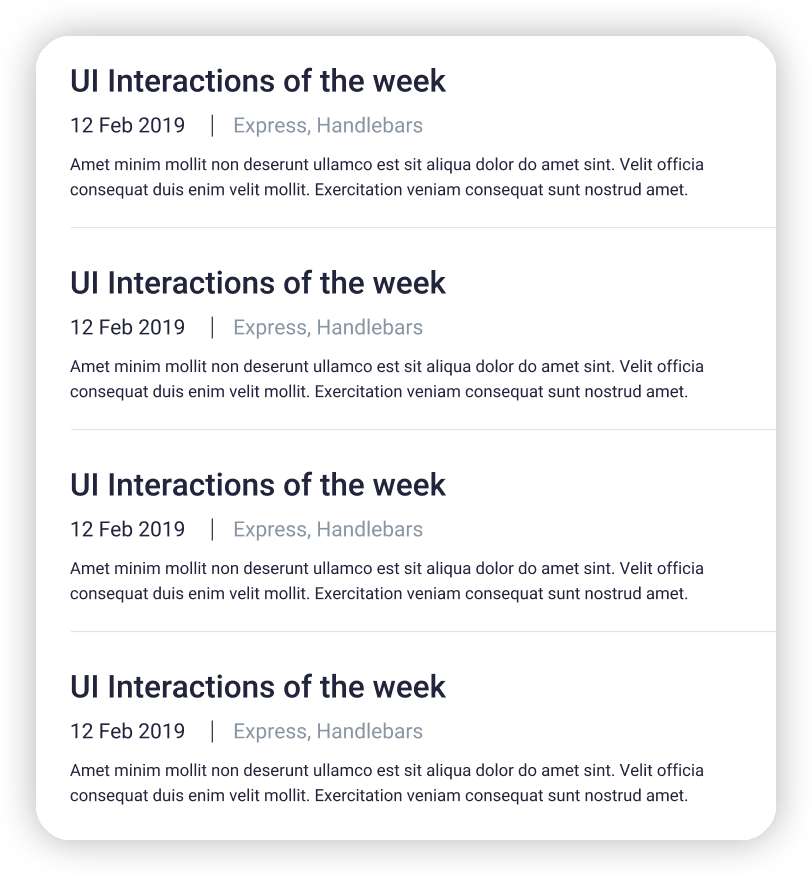 UI Interactions of the week
12 Feb 2019 | Express, Handlebars
Amet minim mollit non deserunt ullamco est sit aliqua dolor do amet sint. Velit officia
consequat duis enim velit mollit. Exercitation veniam consequat sunt nostrud amet.
UI Interactions of the week
12 Feb 2019 | Express, Handlebars
Amet minim mollit non deserunt ullamco est sit aliqua dolor do amet sint. Velit officia
consequat duis enim velit mollit. Exercitation veniam consequat sunt nostrud amet.
UI Interactions of the week
12 Feb 2019 | Express, Handlebars
Amet minim mollit non deserunt ullamco est sit aliqua dolor do amet sint. Velit officia
consequat duis enim velit mollit. Exercitation veniam consequat sunt nostrud amet.
UI Interactions of the week
12 Feb 2019 | Express, Handlebars
Amet minim mollit non deserunt ullamco est sit aliqua dolor do amet sint. Velit officia
consequat duis enim velit mollit. Exercitation veniam consequat sunt nostrud amet.